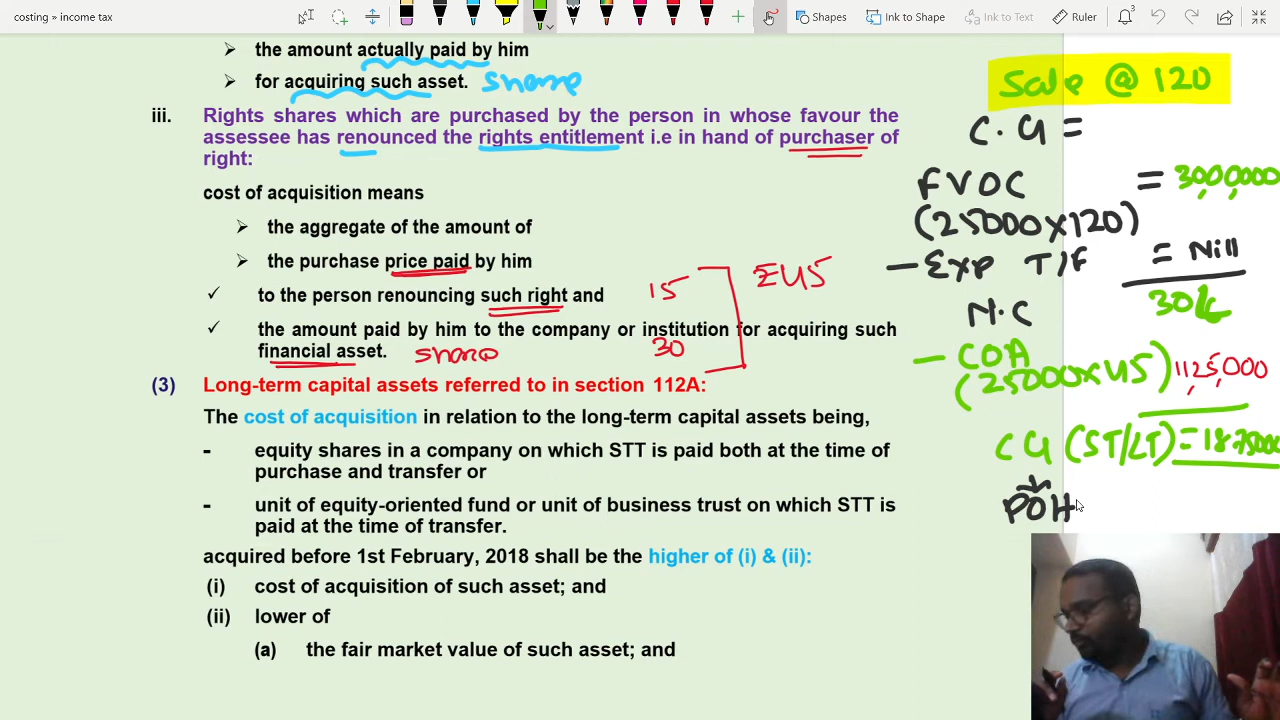 costing » income tax
Shapes
Ink to Shape
Ink to Text
Ruler
the amount actually paid by him
for acquiring such asset. share
iii. Rights shares which are purchased by the person in whose favour the
assessee has renounced the rights entitlement i.e in hand of purchaser of
right:
cost of acquisition means
the aggregate of the amount of
the purchase price paid by him
to the person renouncing such right and 15
the amount paid by him to the company or institution for acquiring such
financial asset. share 30
(3) Long-term capital assets referred to in section 112A:
The cost of acquisition in relation to the long-term capital assets being,
- equity shares in a company on which STT is paid both at the time of
purchase and transfer or
- unit of equity-oriented fund or unit of business trust on which STT is
paid at the time of transfer.
acquired before 1st February, 2018 shall be the higher of (i) & (ii):
(i) cost of acquisition of such asset; and
(ii) lower of
(a) the fair market value of such asset; and
Sale @ 120
C.G =
FVOC = 30,00,000
(25000x120)
- Exp T/F = Nill
N.C
- COA
(25000x45) 1125,000
CG (ST/LT) = 1875000
POH